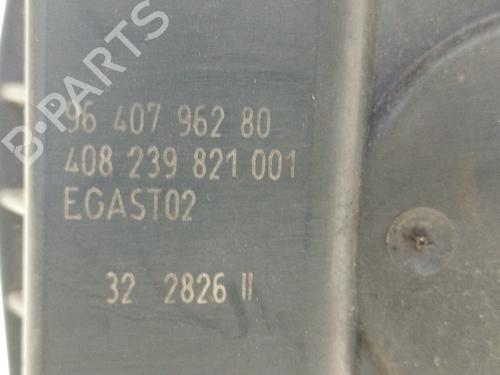 B-PARTS
96 407 962 80
408 239 821 001
EGAST02
32 2826 II